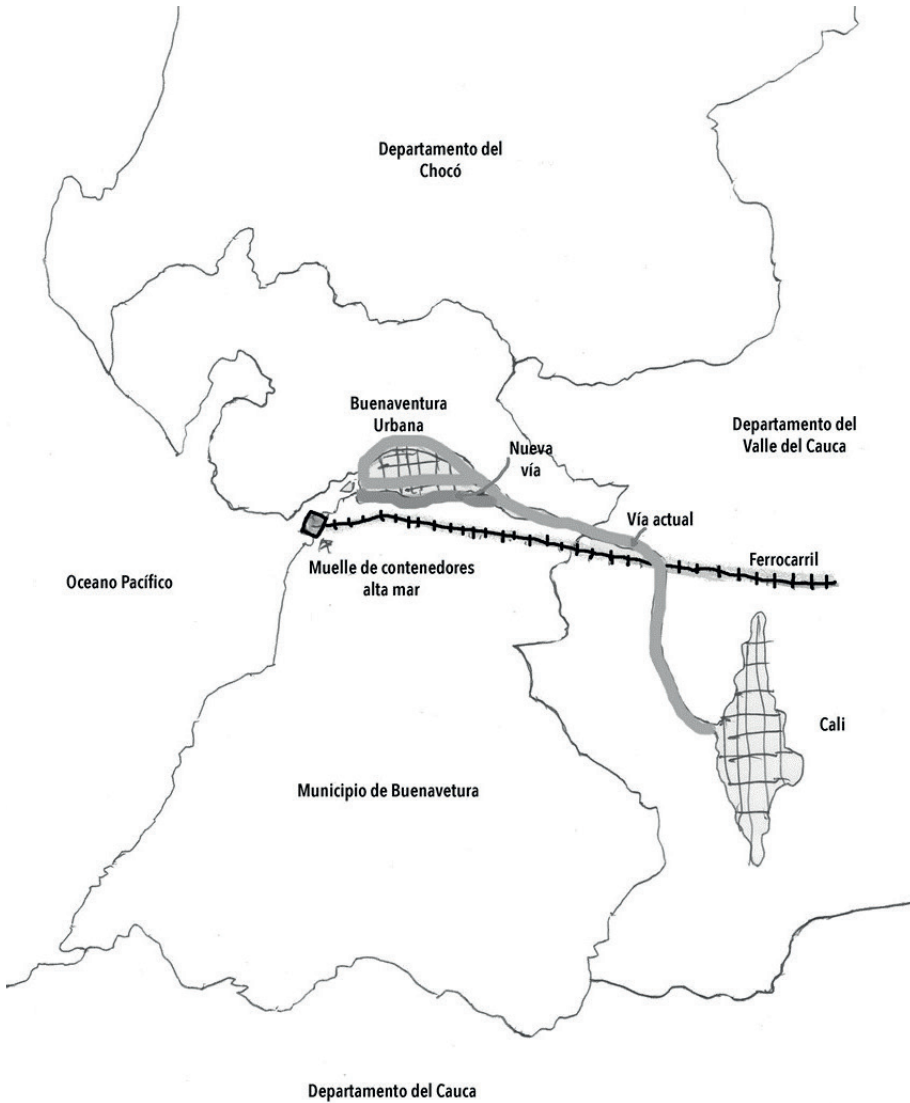 Departamento del
Chocó
Buenaventura
Urbana
Departamento del
Valle del Cauca
Nueva
vía
Vía actual
Ferrocarril
Muelle de contenedores
alta mar
Oceano Pacífico
Cali
Municipio de Buenavetura
Departamento del Cauca